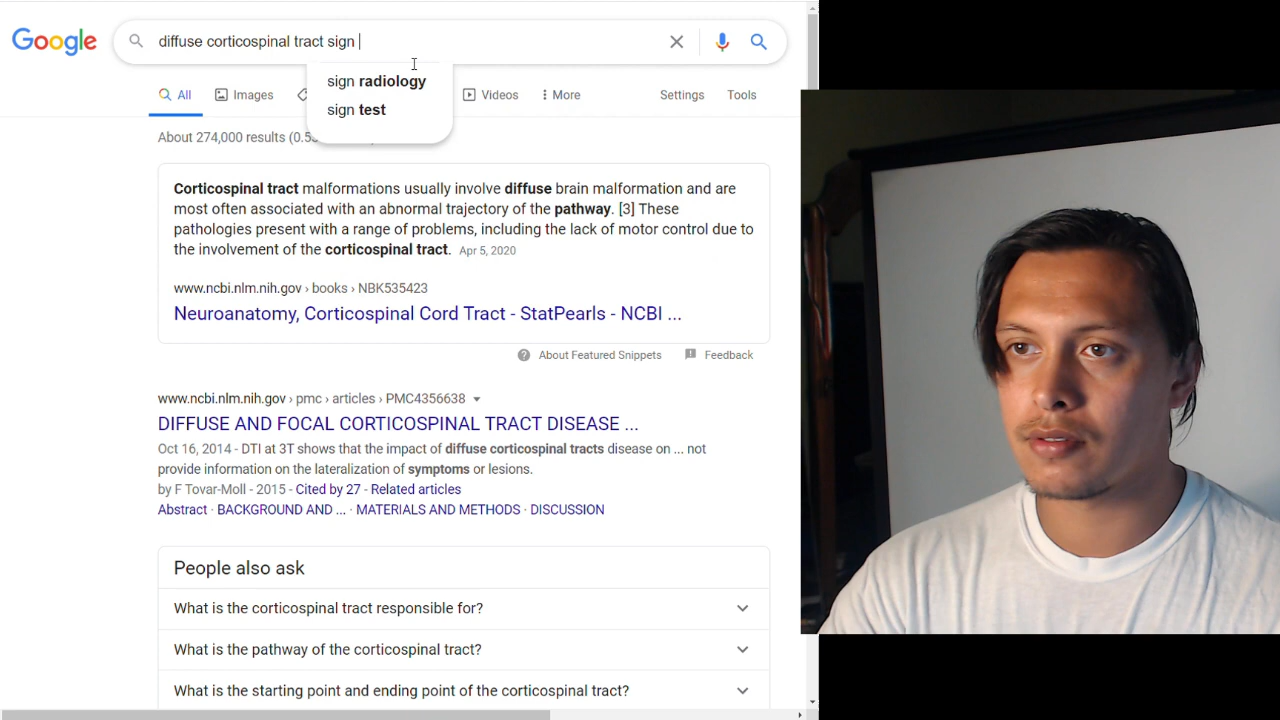 Google
diffuse corticospinal tract sign
sign radiology
sign test
All
Images
Videos
More
Settings
Tools
About 274,000 results (0.5
Corticospinal tract malformations usually involve diffuse brain malformation and are
most often associated with an abnormal trajectory of the pathway. [3] These
pathologies present with a range of problems, including the lack of motor control due to
the involvement of the corticospinal tract. Apr 5, 2020
www.ncbi.nlm.nih.gov › books › NBK535423
Neuroanatomy, Corticospinal Cord Tract - StatPearls - NCBI ...
About Featured Snippets
Feedback
www.ncbi.nlm.nih.gov › pmc › articles › PMC4356638
DIFFUSE AND FOCAL CORTICOSPINAL TRACT DISEASE ...
Oct 16, 2014 - DTI at 3T shows that the impact of diffuse corticospinal tracts disease on ... not
provide information on the lateralization of symptoms or lesions.
by F Tovar-Moll - 2015 - Cited by 27 - Related articles
Abstract · BACKGROUND AND ... · MATERIALS AND METHODS · DISCUSSION
People also ask
What is the corticospinal tract responsible for?
What is the pathway of the corticospinal tract?
What is the starting point and ending point of the corticospinal tract?